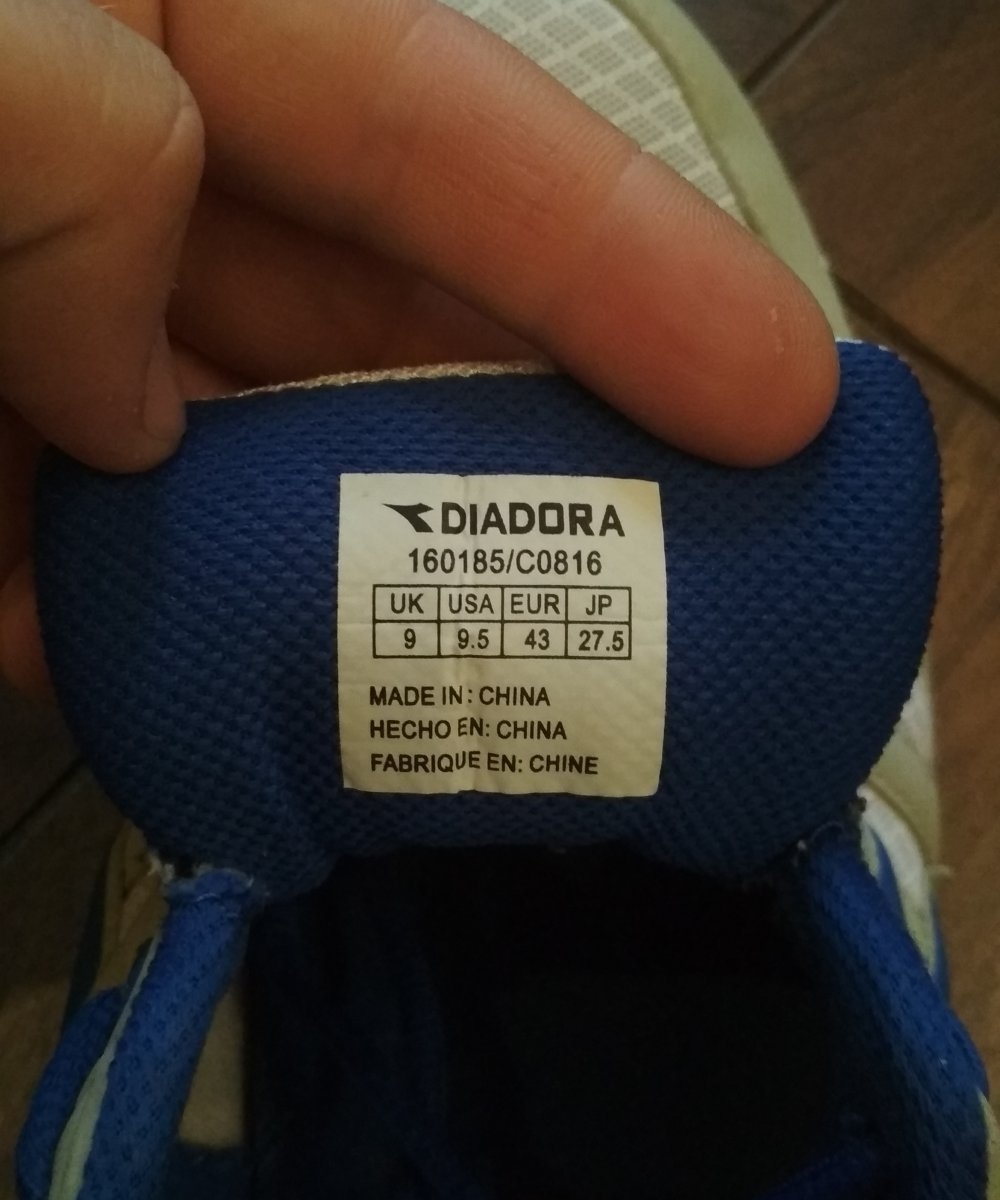 DIADORA
160185/C0816
UK USA EUR JP
9 9.5 43 27.5
MADE IN: CHINA
HECHO EN: CHINA
FABRIQUE EN: CHINE